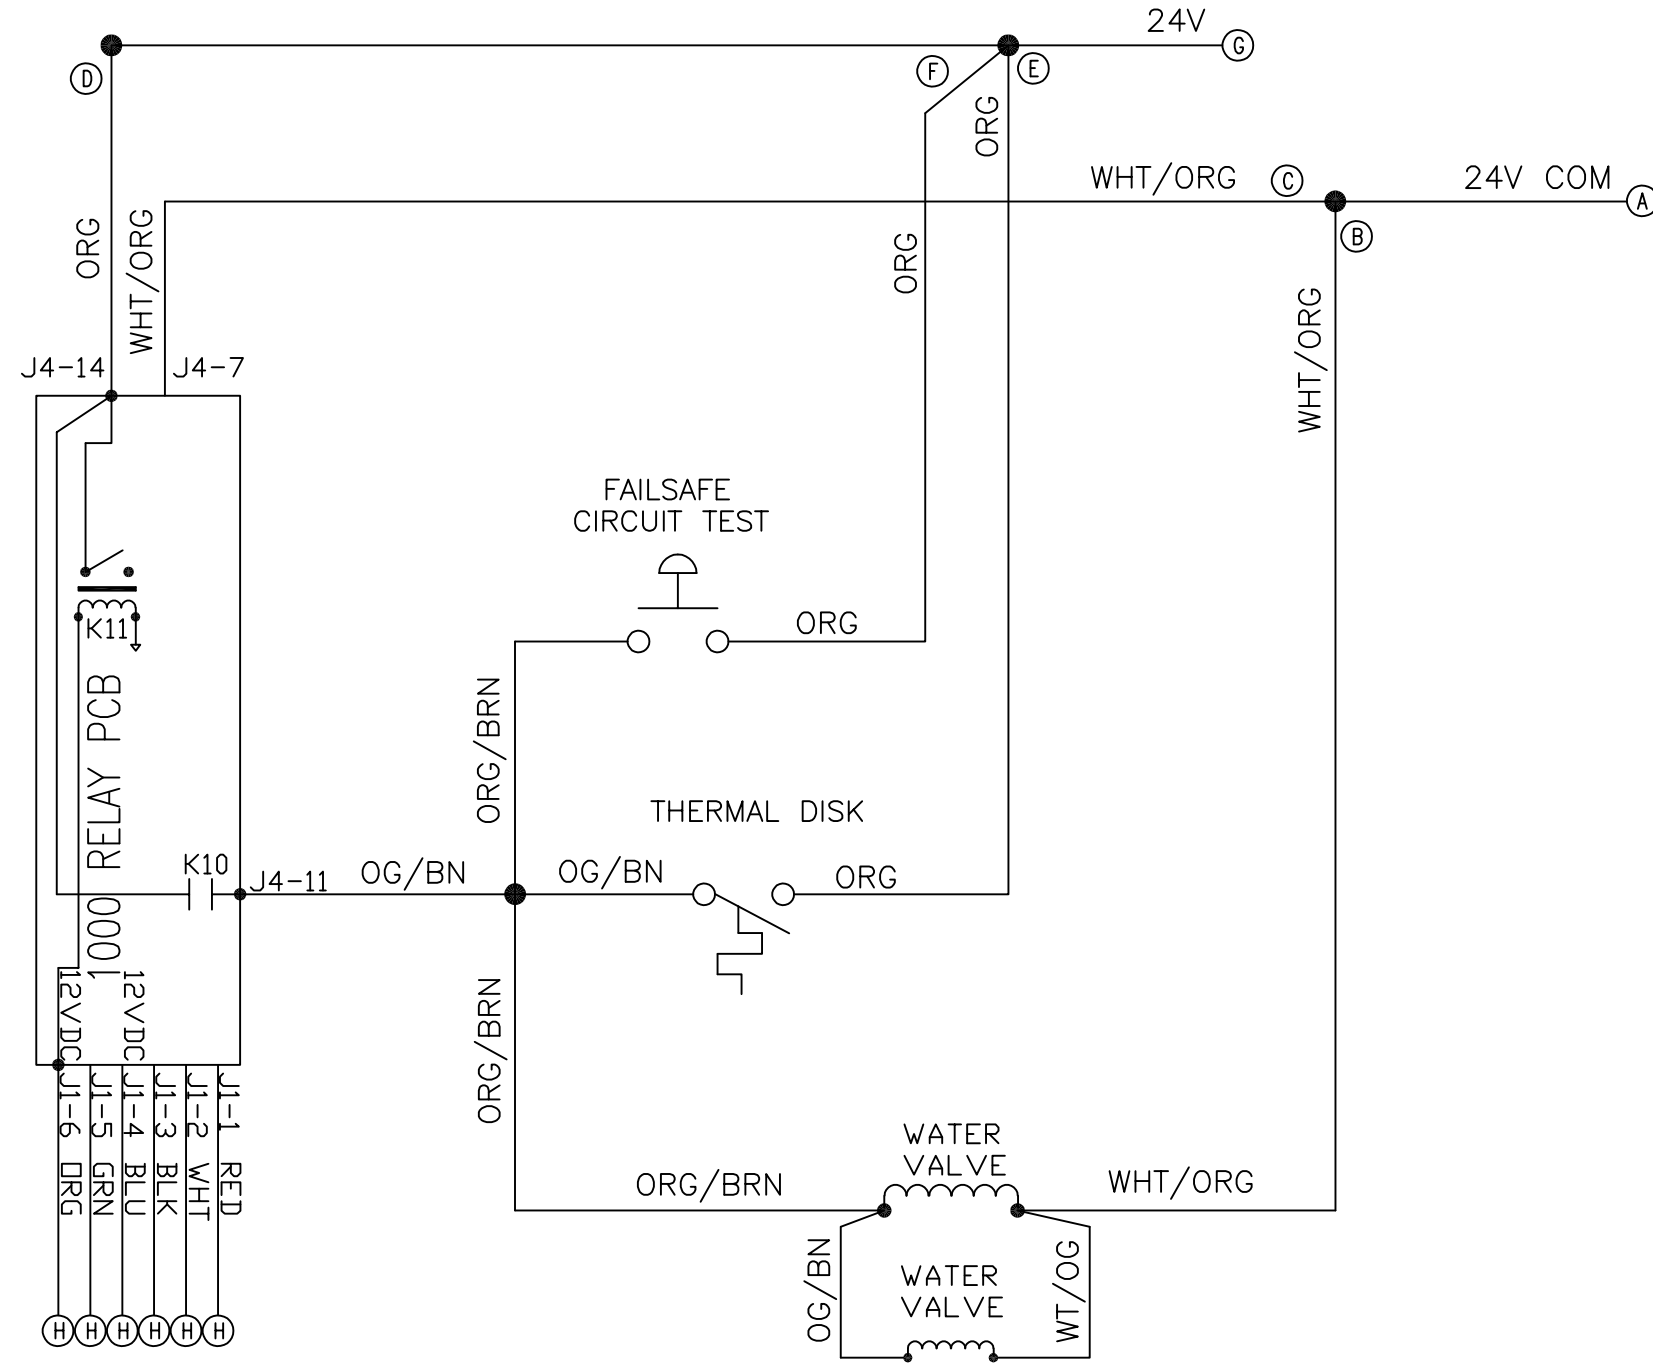 24V
G
D
F
E
ORG
WHT/ORG
C
24V COM
A
B
ORG
WHT/ORG
ORG
WHT/ORG
J4-14
J4-7
FAILSAFE
CIRCUIT TEST
K11
ORG
1000 RELAY PCB
ORG/BRN
THERMAL DISK
K10
J4-11
OG/BN
OG/BN
ORG
12VDC
12VDC
ORG/BRN
J1-6 ORG
J1-5 GRN
J1-4 BLU
J1-3 BLK
J1-2 WHT
J1-1 RED
WATER
VALVE
ORG/BRN
WHT/ORG
OG/BN
WATER
VALVE
WT/OG
H
H
H
H
H
H